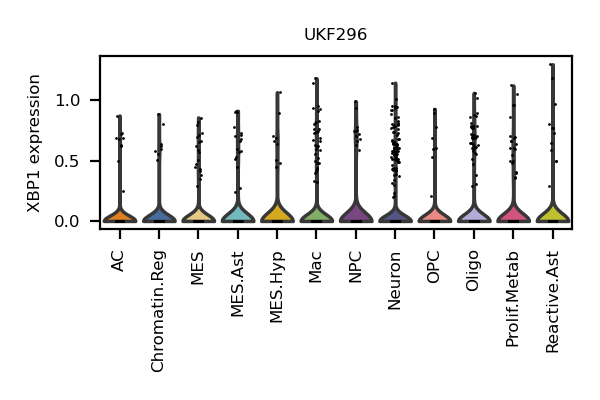 UKF296
XBP1 expression
1.0
0.5
0.0
AC
Chromatin.Reg
MES
MES.Ast
MES.Hyp
Mac
NPC
Neuron
OPC
Oligo
Prolif.Metab
Reactive.Ast